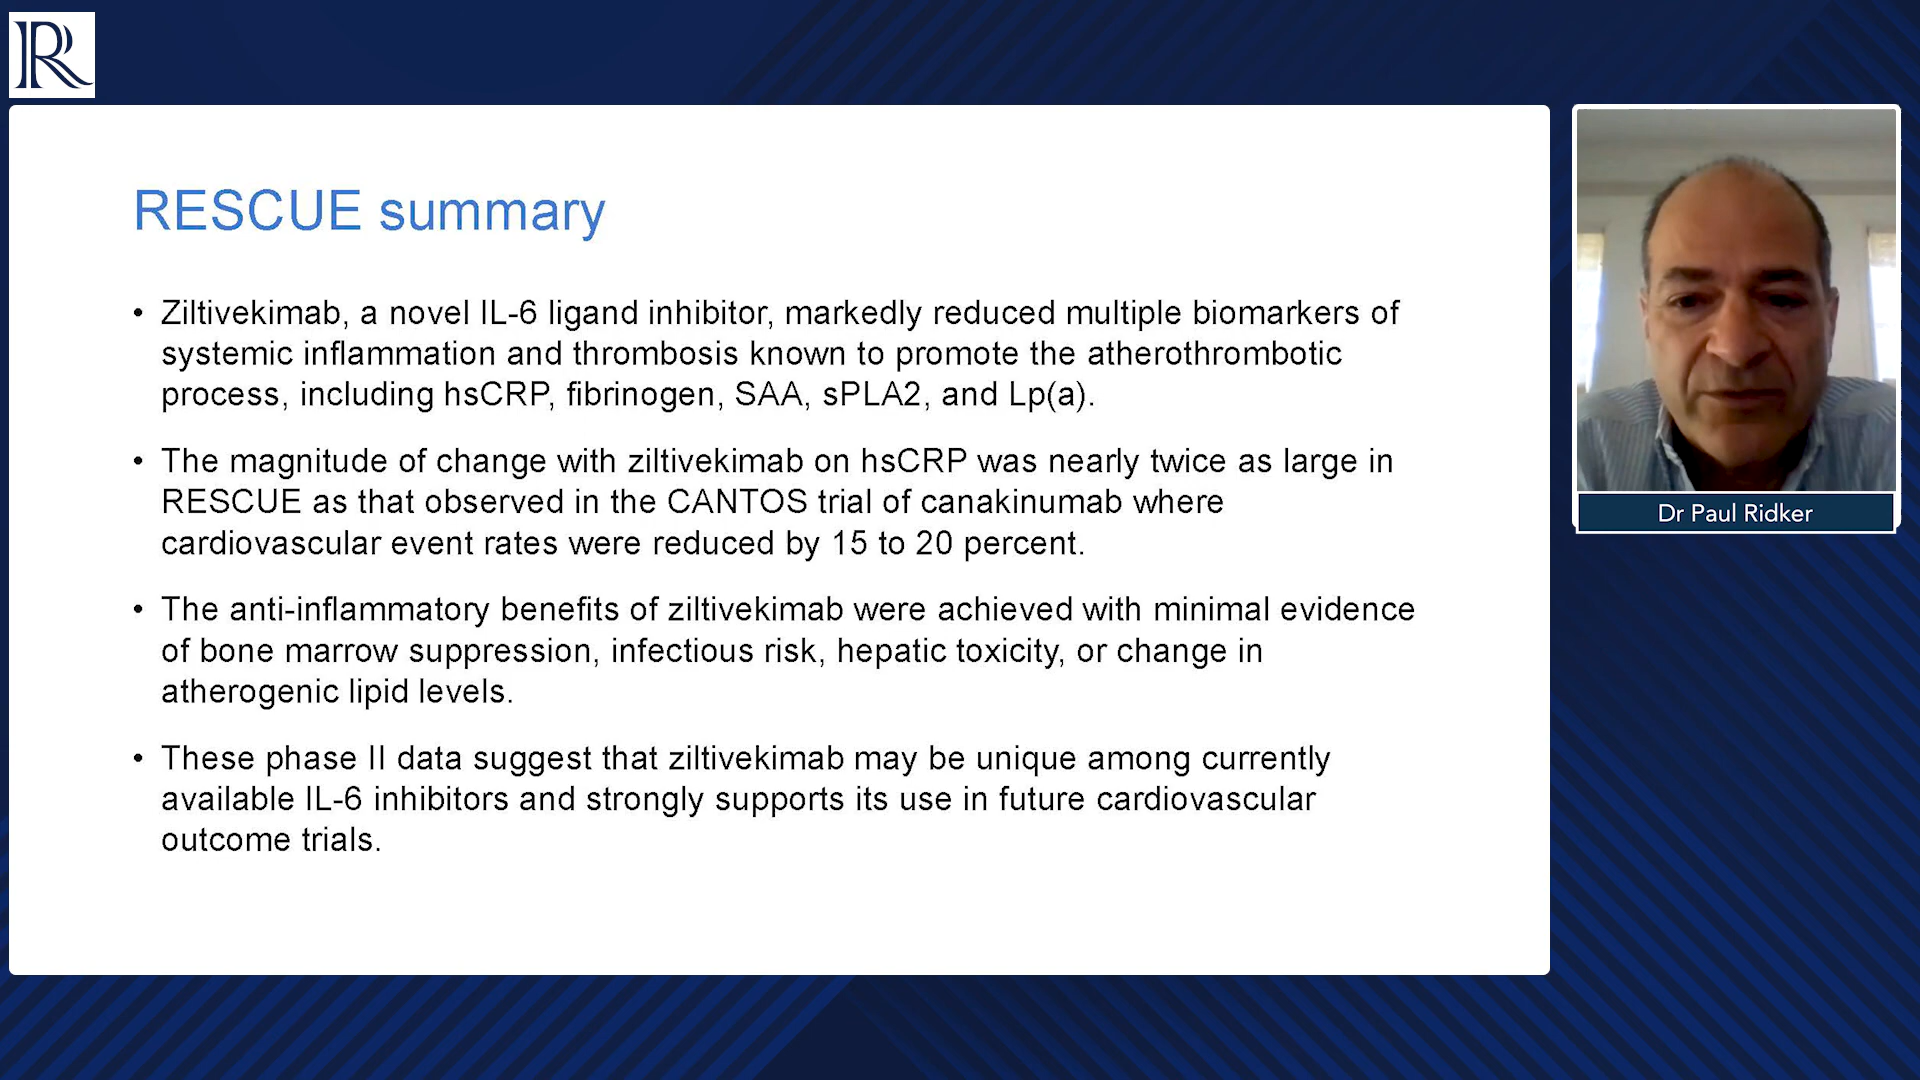 R
RESCUE summary
• Ziltivekimab, a novel IL-6 ligand inhibitor, markedly reduced multiple biomarkers of
systemic inflammation and thrombosis known to promote the atherothrombotic
process, including hsCRP, fibrinogen, SAA, sPLA2, and Lp(a).
• The magnitude of change with ziltivekimab on hsCRP was nearly twice as large in
RESCUE as that observed in the CANTOS trial of canakinumab where
cardiovascular event rates were reduced by 15 to 20 percent.
• The anti-inflammatory benefits of ziltivekimab were achieved with minimal evidence
of bone marrow suppression, infectious risk, hepatic toxicity, or change in
atherogenic lipid levels.
• These phase II data suggest that ziltivekimab may be unique among currently
available IL-6 inhibitors and strongly supports its use in future cardiovascular
outcome trials.
Dr Paul Ridker